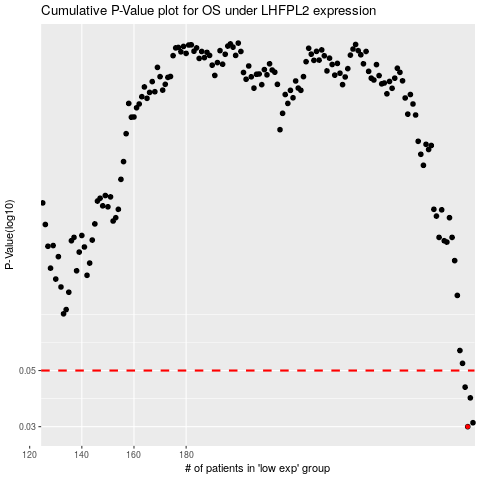 Cumulative P-Value plot for OS under LHFPL2 expression
P-Value(log10)
0.05
0.03
120 140 160 180
# of patients in 'low exp' group